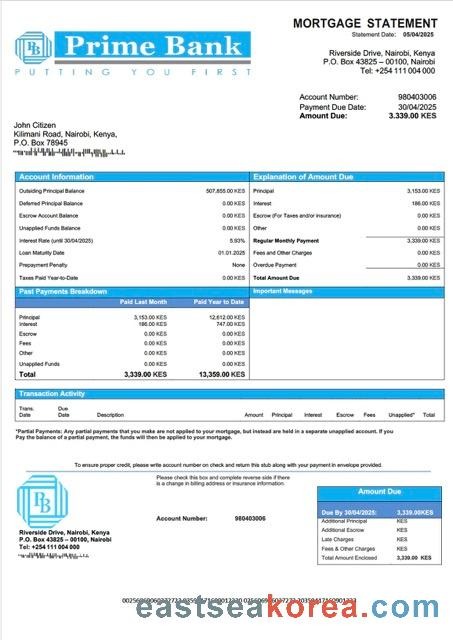 MORTGAGE STATEMENT
Statement Date: 05/04/2025
PB Prime Bank
PUTTING YOU FIRST
Riverside Drive, Nairobi, Kenya
P.O. Box 43825 – 00100, Nairobi
Tel: +254 111 004 000
Account Number: 980403006
Payment Due Date: 30/04/2025
Amount Due: 3.339.00 KES
John Citizen
Kilimani Road, Nairobi, Kenya,
P.O. Box 78945
Account Information
Outsiding Principal Balance 507,855.00 KES
Deferred Principal Balance 0.00 KES
Escrow Account Balance 0.00 KES
Unapplied Funds Balance 0.00 KES
Interest Rate (until 30/04/2025) 5.93%
Loan Maturity Date 01.01.2025
Prepayment Penalty None
Taxes Paid Year-to-Date 0.00 KES
Explanation of Amount Due
Principal 3,153.00 KES
Interest 186.00 KES
Escrow (For Taxes and/or insurance) 0.00 KES
Other 0.00 KES
Regular Monthly Payment 3,339.00 KES
Fees and Other Charges 0.00 KES
Overdue Payment 0.00 KES
Total Amount Due 3,339.00 KES
Past Payments Breakdown
Paid Last Month Paid Year to Date
Principal 3,153.00 KES 12,612.00 KES
Interest 186.00 KES 747.00 KES
Escrow 0.00 KES 0.00 KES
Fees 0.00 KES 0.00 KES
Other 0.00 KES 0.00 KES
Unapplied Funds 0.00 KES 0.00 KES
Total 3,339.00 KES 13,359.00 KES
Important Messages
Transaction Activity
Trans. Date Due Date Description Amount Principal Interest Escrow Fees Unapplied* Total
*Partial Payments: Any partial payments that you make are not applied to your mortgage, but instead are held in a separate unapplied account. If you
Pay the balance of a partial payment, the funds will then be applied to your mortgage.
To ensure proper credit, please write account number on check and return this stub along with your payment in envelope provided.
PB
Please check this box and complete reverse side if there
is a change in billing address or insurance information.
Account Number: 980403006
Riverside Drive, Nairobi, Kenya
P.O. Box 43825 – 00100, Nairobi
Tel: +254 111 004 000
Amount Due
Due By 30/04/2025: 3,339.00KES
Additional Principal KES
Additional Escrow KES
Late Charges KES
Fees & Other Charges KES
Total Amount Enclosed 3,339.00 KES
eastseakorea.com